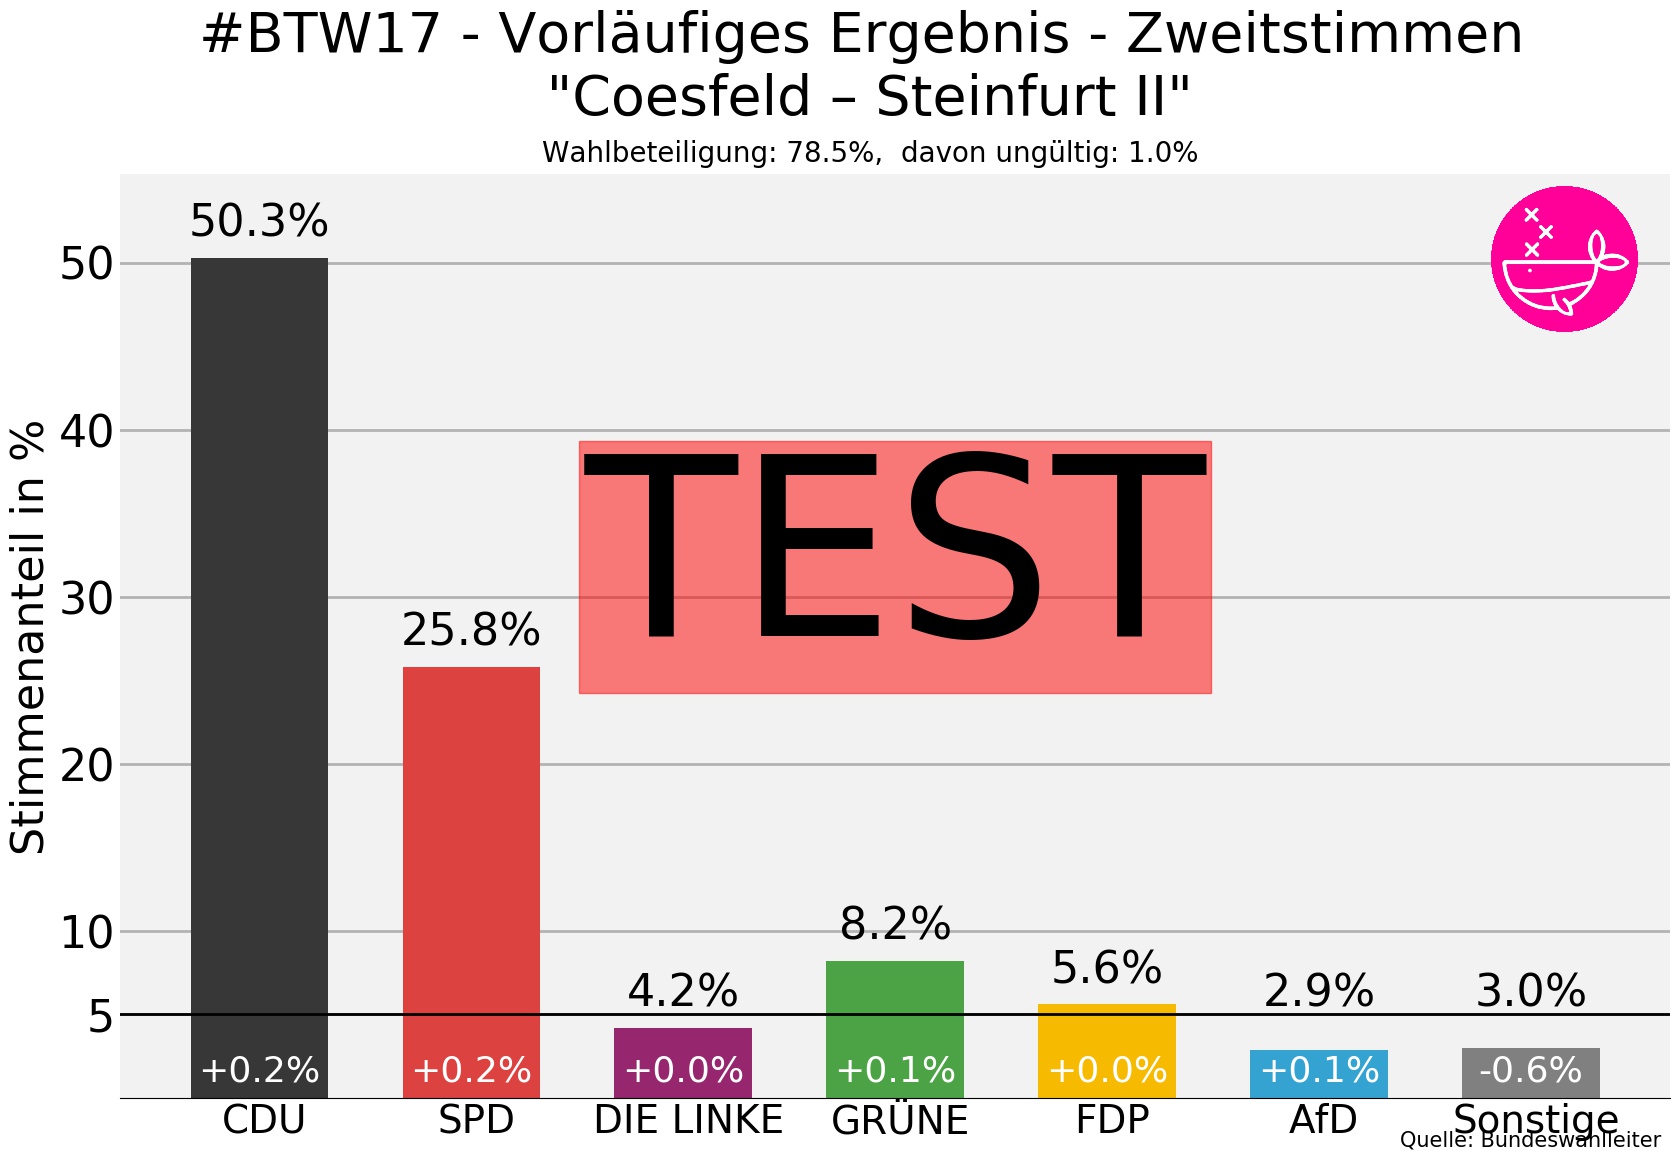 #BTW17 - Vorläufiges Ergebnis - Zweitstimmen
"Coesfeld – Steinfurt II"
Wahlbeteiligung: 78.5%,  davon ungültig: 1.0%
Stimmenanteil in %
50
40
30
20
10
5
50.3%
25.8%
4.2%
8.2%
5.6%
2.9%
3.0%
TEST
+0.2%
+0.2%
+0.0%
+0.1%
+0.0%
+0.1%
-0.6%
CDU
SPD
DIE LINKE
GRÜNE
FDP
AfD
Sonstige
Quelle: Bundeswahlleiter